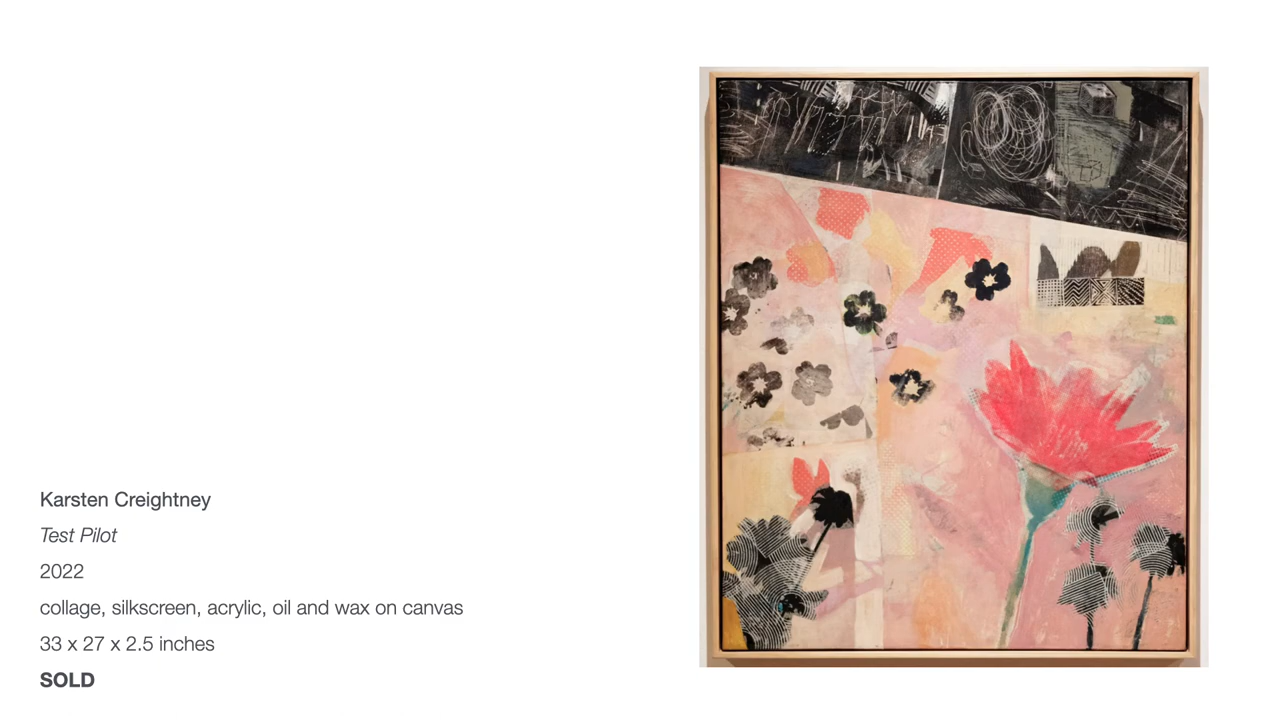 Karsten Creightney
Test Pilot
2022
collage, silkscreen, acrylic, oil and wax on canvas
33 x 27 x 2.5 inches
SOLD